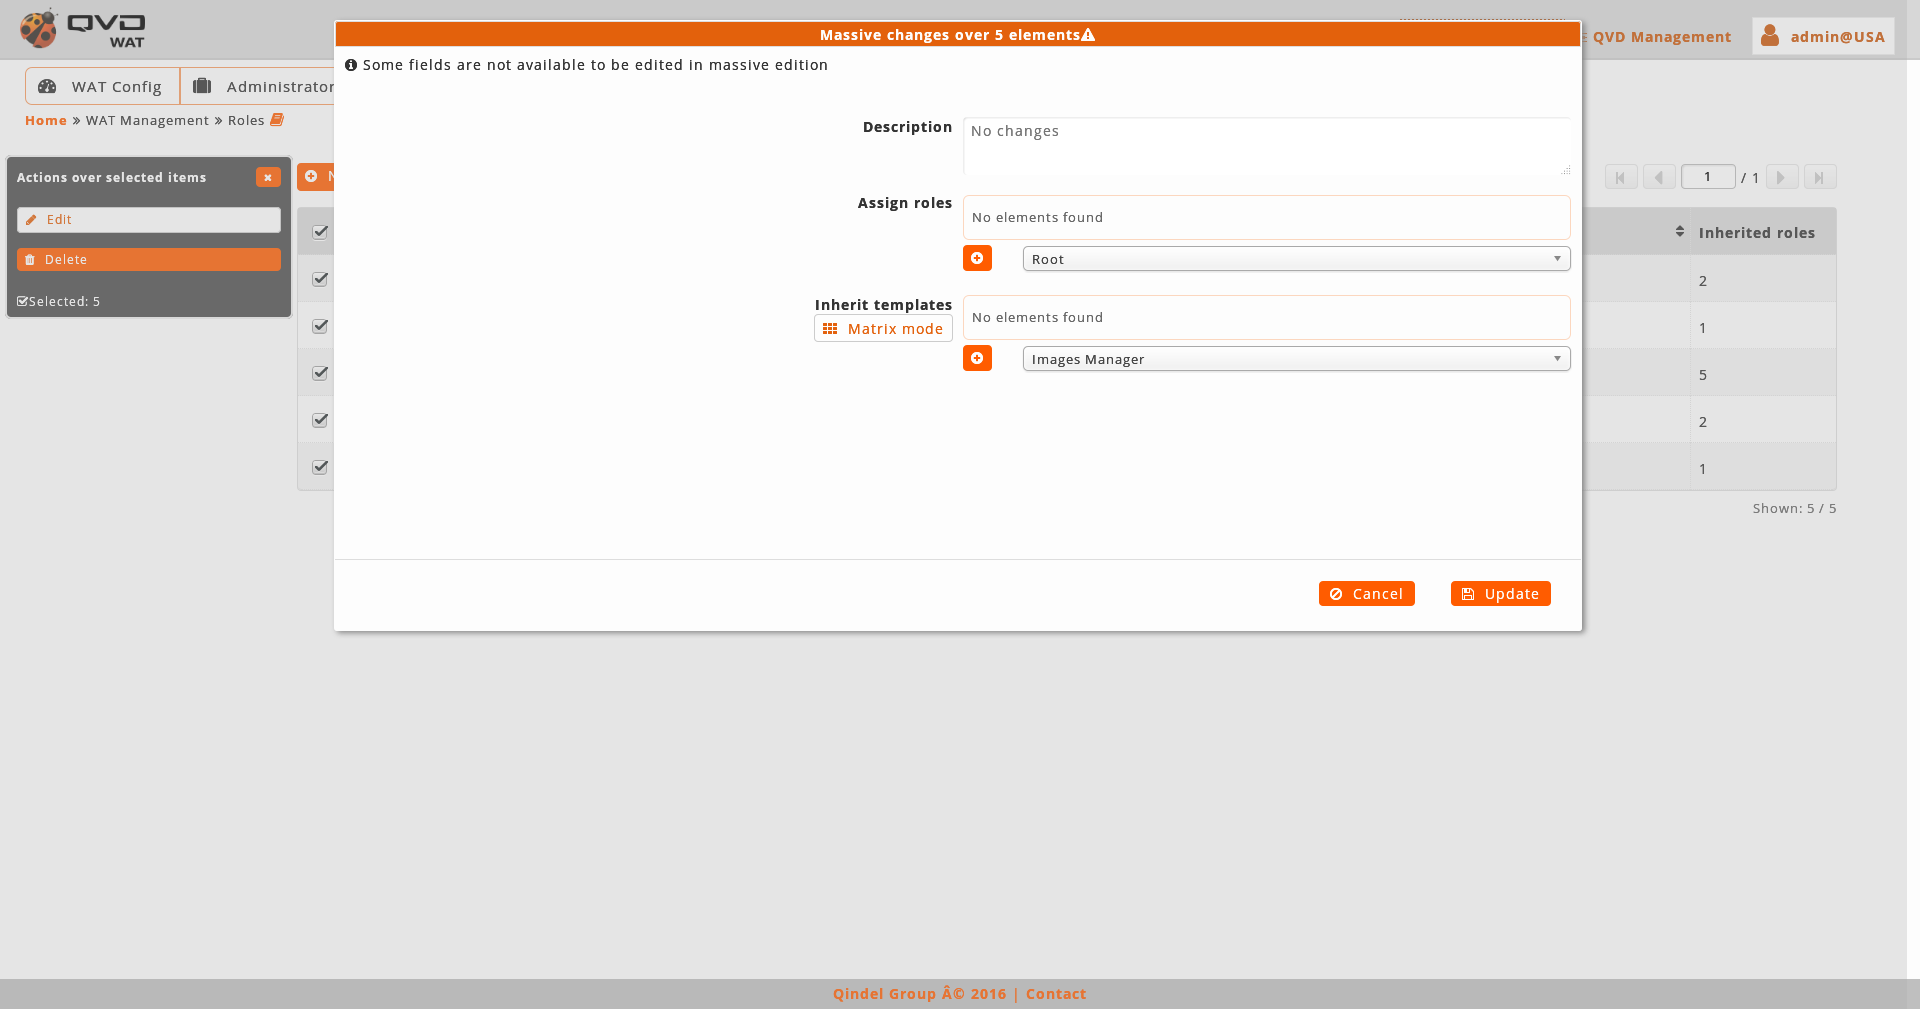 QVD
WAT
Massive changes over 5 elements
QVD Management
admin@USA
Some fields are not available to be edited in massive edition
WAT Config
Administrator
Home » WAT Management » Roles
Description
No changes
Actions over selected items
Edit
Delete
Selected: 5
1 / 1
Assign roles
No elements found
Root
Inherited roles
2
1
5
2
1
Inherit templates
Matrix mode
No elements found
Images Manager
Shown: 5 / 5
Cancel
Update
Qindel Group Â© 2016 | Contact